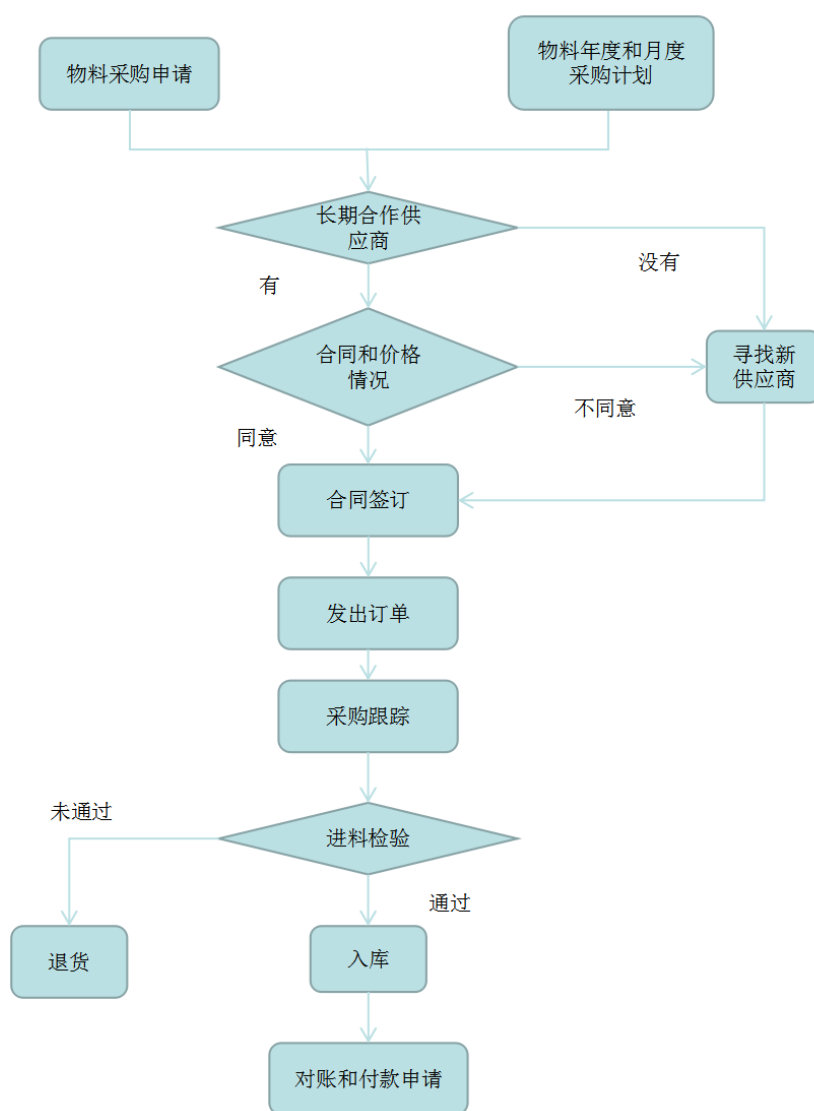 物料采购申请
物料年度和月度
采购计划
长期合作供
应商
没有
有
合同和价格
情况
寻找新
供应商
不同意
同意
合同签订
发出订单
采购跟踪
未通过
进料检验
通过
退货
入库
对账和付款申请